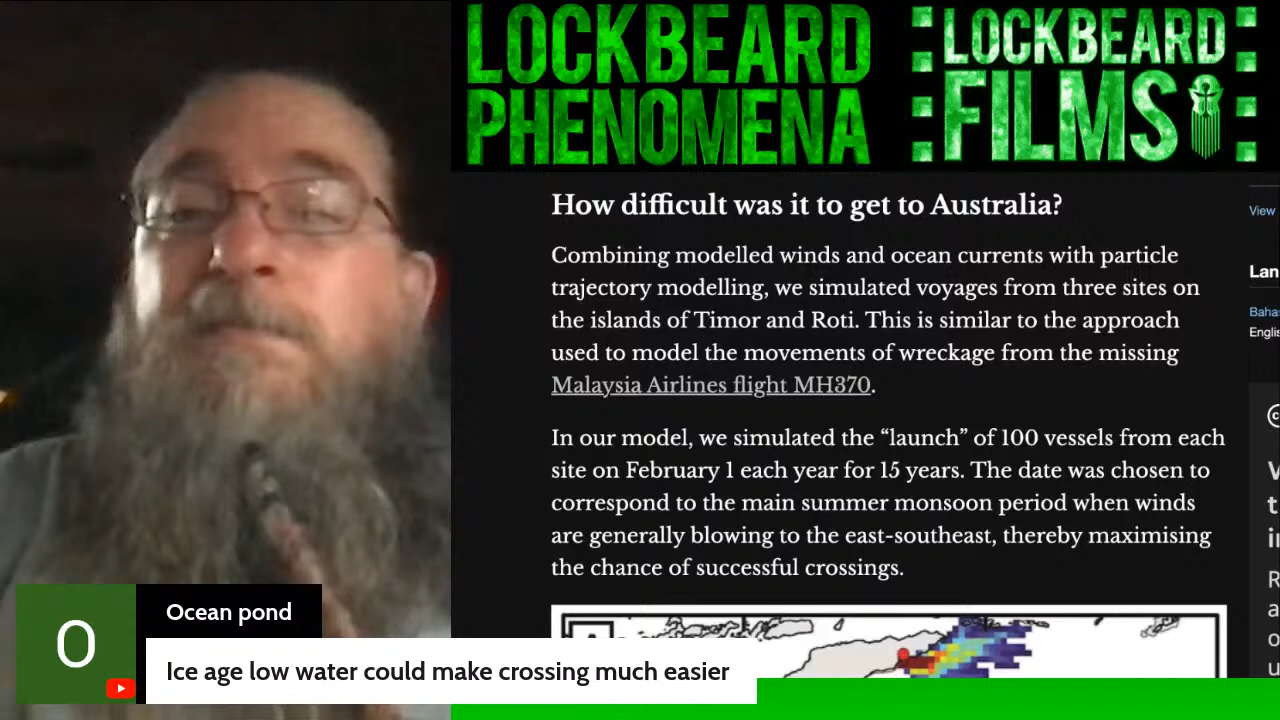 LOCKBEARD
PHENOMENA
LOCKBEARD
FILMS
How difficult was it to get to Australia?
Combining modelled winds and ocean currents with particle
trajectory modelling, we simulated voyages from three sites on
the islands of Timor and Roti. This is similar to the approach
used to model the movements of wreckage from the missing
Malaysia Airlines flight MH370.
In our model, we simulated the “launch” of 100 vessels from each
site on February 1 each year for 15 years. The date was chosen to
correspond to the main summer monsoon period when winds
are generally blowing to the east-southeast, thereby maximising
the chance of successful crossings.
View
Lan
Baha
Englis
O
Ocean pond
Ice age low water could make crossing much easier